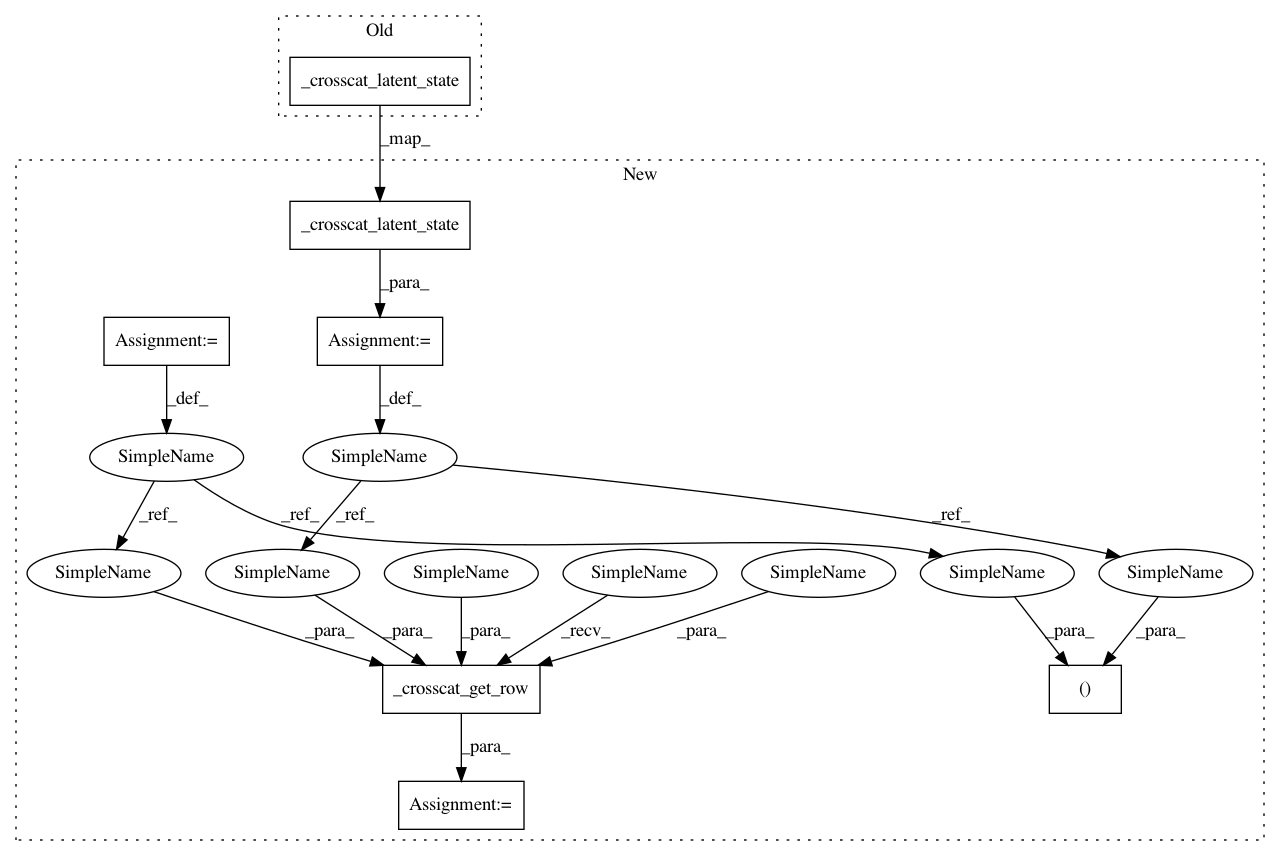 Old
_crosscat_latent_state
_map_
New
_crosscat_latent_state
_para_
Assignment:=
Assignment:=
_def_
_def_
SimpleName
SimpleName
_ref_
_ref_
_ref_
_ref_
SimpleName
SimpleName
SimpleName
SimpleName
SimpleName
SimpleName
SimpleName
_para_
_para_
_para_
_recv_
_para_
_para_
_para_
_crosscat_get_row
()
_para_
Assignment:=